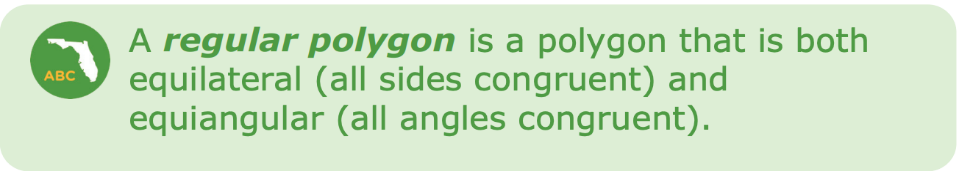 ABC
A regular polygon is a polygon that is both
equilateral (all sides congruent) and
equiangular (all angles congruent).